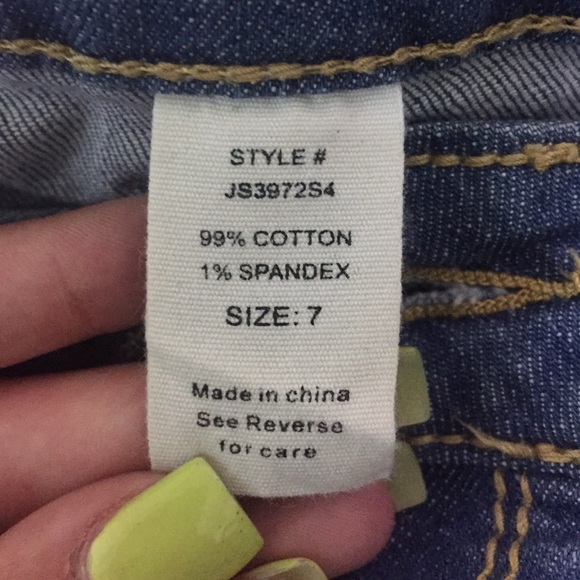 STYLE #
JS3972S4
99% COTTON
1% SPANDEX
SIZE: 7
Made in china
See Reverse
for care